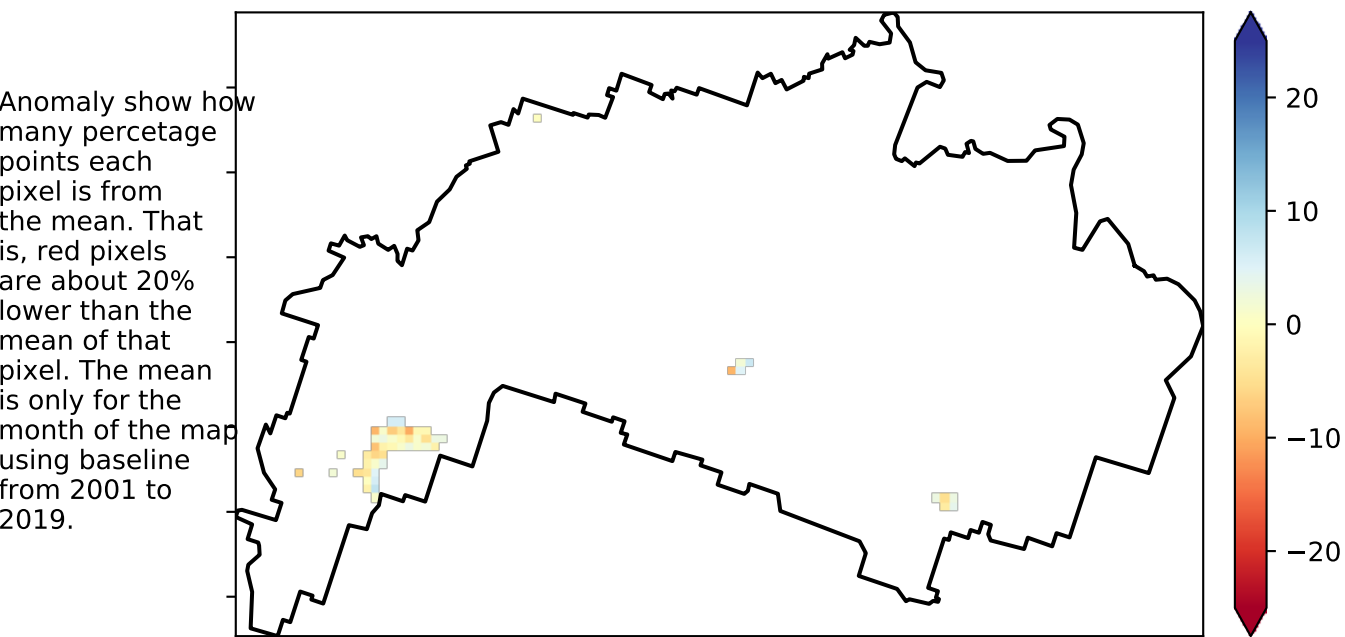 Anomaly show how
many percetage
points each
pixel is from
the mean. That
is, red pixels
are about 20%
lower than the
mean of that
pixel. The mean
is only for the
month of the map
using baseline
from 2001 to
2019.
20
10
0
−10
−20